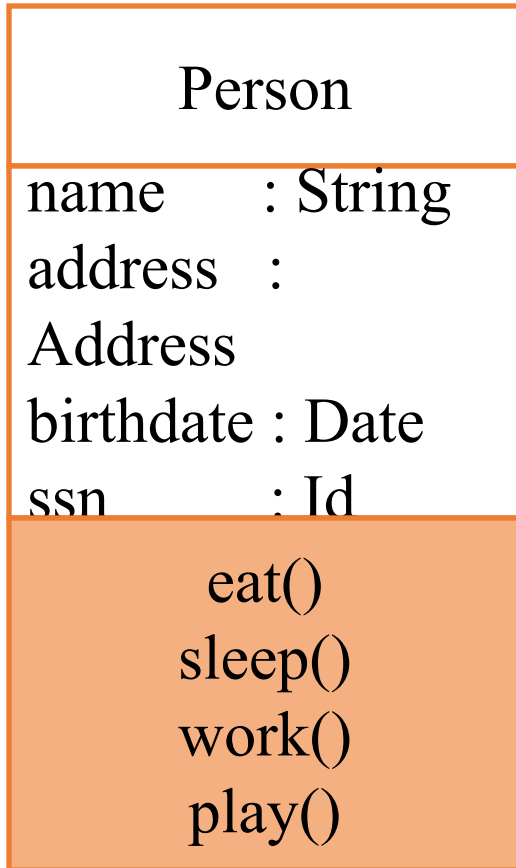 Person
name : String
address :
Address
birthdate : Date
ssn : Id
eat()
sleep()
work()
play()